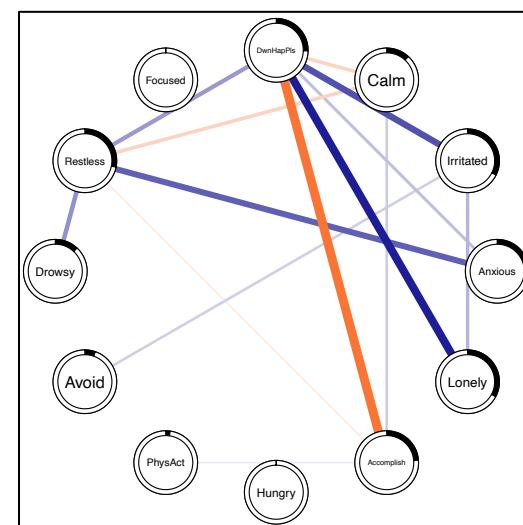 DwnHapPls
Calm
Focused
Irritated
Restless
Anxious
Drowsy
Lonely
Avoid
Accomplish
PhysAct
Hungry